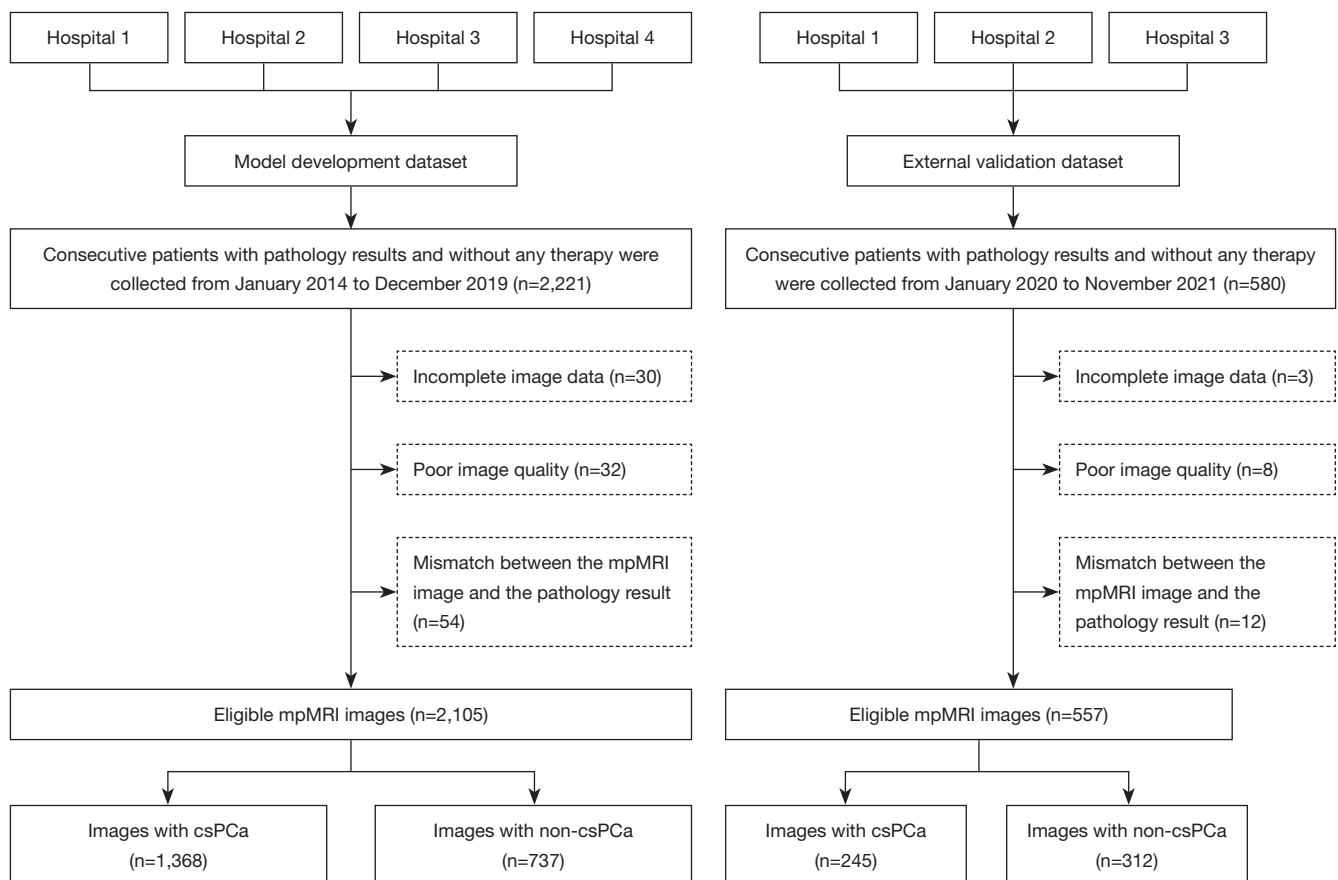 Hospital 1
Hospital 2
Hospital 3
Hospital 4
Model development dataset
Consecutive patients with pathology results and without any therapy were
collected from January 2014 to December 2019 (n=2,221)
Incomplete image data (n=30)
Poor image quality (n=32)
Mismatch between the mpMRI
image and the pathology result
(n=54)
Eligible mpMRI images (n=2,105)
Images with csPCa
(n=1,368)
Images with non-csPCa
(n=737)
Hospital 1
Hospital 2
Hospital 3
External validation dataset
Consecutive patients with pathology results and without any therapy
were collected from January 2020 to November 2021 (n=580)
Incomplete image data (n=3)
Poor image quality (n=8)
Mismatch between the
mpMRI image and the
pathology result (n=12)
Eligible mpMRI images (n=557)
Images with csPCa
(n=245)
Images with non-csPCa
(n=312)